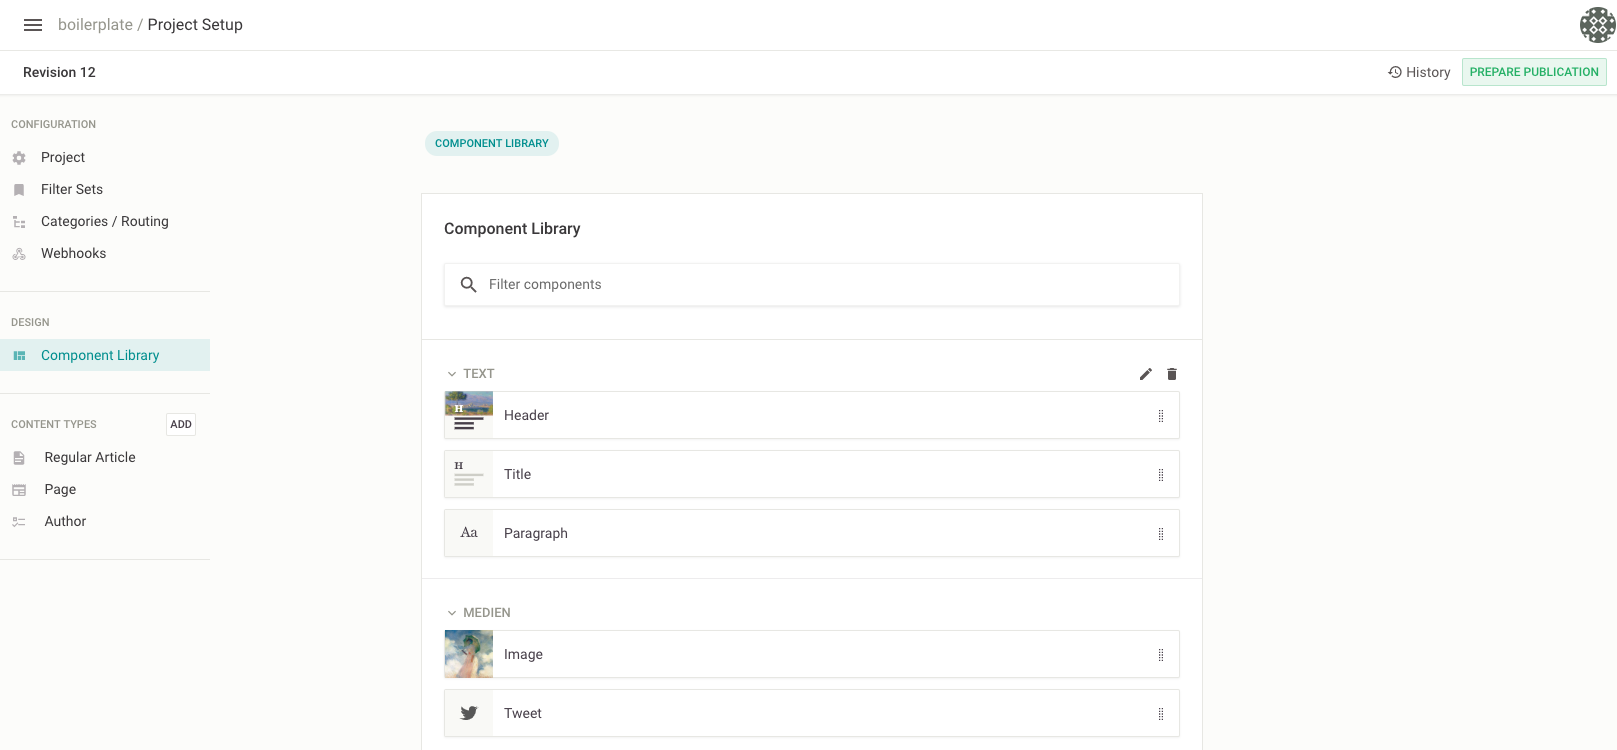 boilerplate / Project Setup
Revision 12
History
PREPARE PUBLICATION
CONFIGURATION
Project
Filter Sets
Categories / Routing
Webhooks
DESIGN
Component Library
CONTENT TYPES
ADD
Regular Article
Page
Author
COMPONENT LIBRARY
Component Library
Filter components
TEXT
H
Header
H
Title
Aa
Paragraph
MEDIEN
Image
Tweet